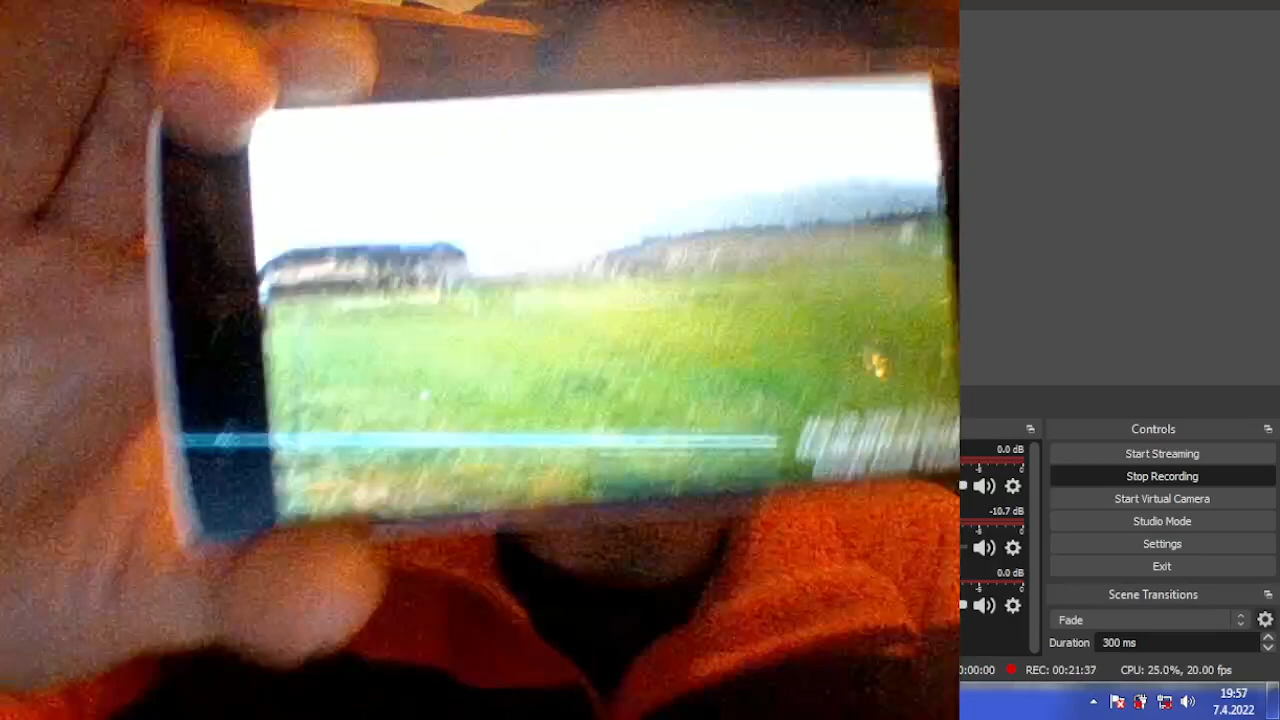 Controls
0.0 dB
Start Streaming
Stop Recording
Start Virtual Camera
-10.7 dB
Studio Mode
Settings
Exit
0.0 dB
Scene Transitions
Fade
Duration 300 ms
0:00:00 REC: 00:21:37 CPU: 25.0%, 20.00 fps
19:57
7.4.2022